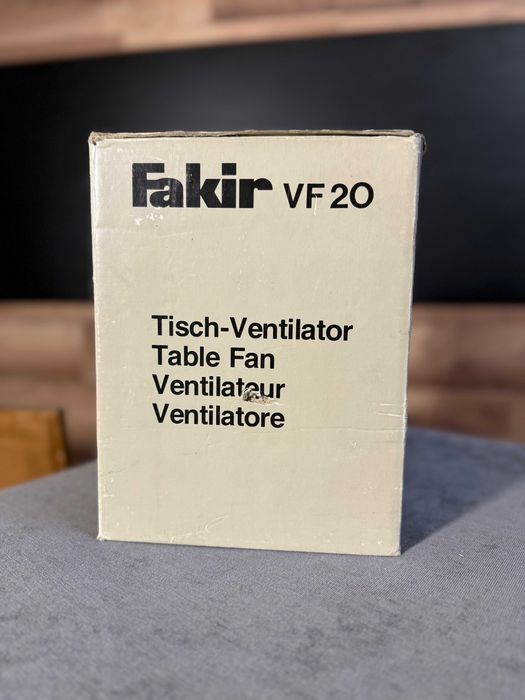 Fakir VF 20
Tisch-Ventilator
Table Fan
Ventilateur
Ventilatore